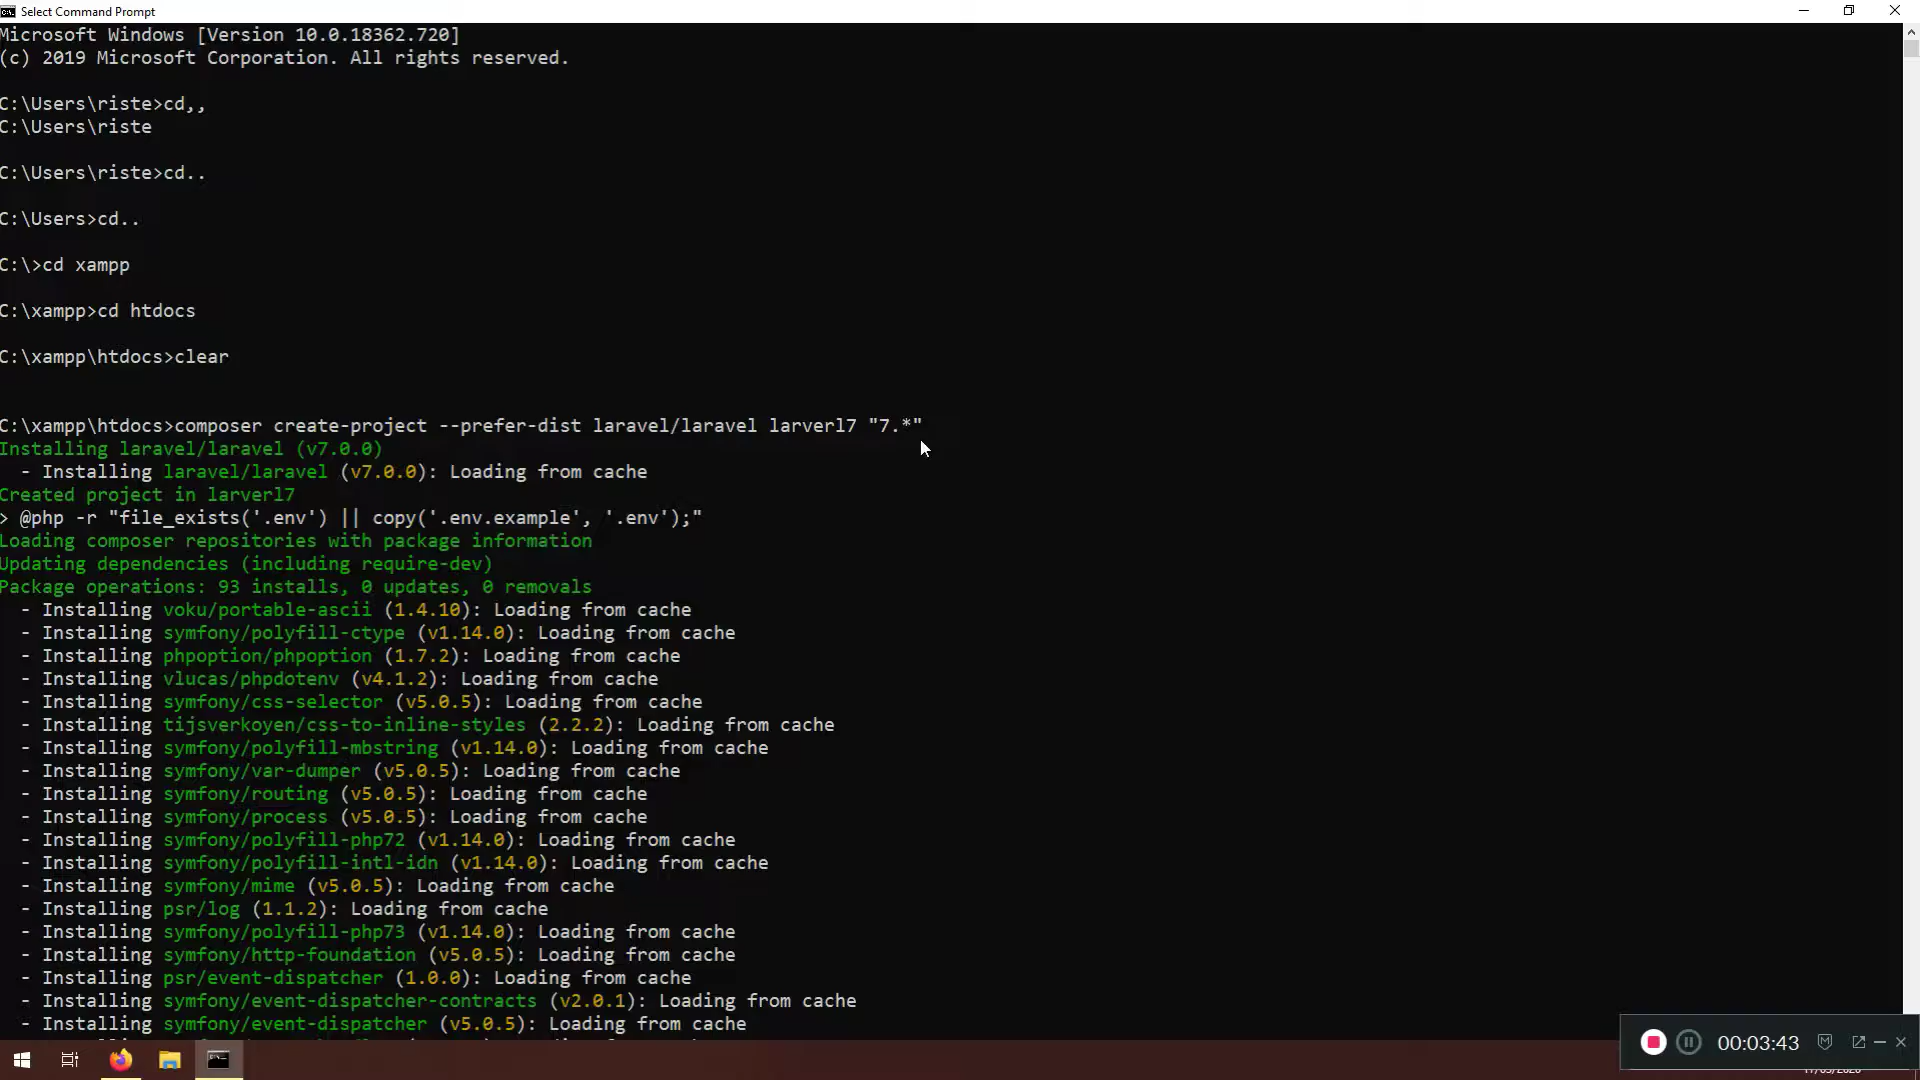 Select Command Prompt
Microsoft Windows [Version 10.0.18362.720]
(c) 2019 Microsoft Corporation. All rights reserved.
C:\Users\riste>cd,,
C:\Users\riste
C:\Users\riste>cd..
C:\Users>cd..
C:\>cd xampp
C:\xampp>cd htdocs
C:\xampp\htdocs>clear
C:\xampp\htdocs>composer create-project --prefer-dist laravel/laravel larverl7 "7.*"
Installing laravel/laravel (v7.0.0)
- Installing laravel/laravel (v7.0.0): Loading from cache
Created project in larverl7
> @php -r "file_exists('.env') || copy('.env.example', '.env');"
Loading composer repositories with package information
Updating dependencies (including require-dev)
Package operations: 93 installs, 0 updates, 0 removals
- Installing voku/portable-ascii (1.4.10): Loading from cache
- Installing symfony/polyfill-ctype (v1.14.0): Loading from cache
- Installing phpoption/phpoption (1.7.2): Loading from cache
- Installing vlucas/phpdotenv (v4.1.2): Loading from cache
- Installing symfony/css-selector (v5.0.5): Loading from cache
- Installing tijsverkoyen/css-to-inline-styles (2.2.2): Loading from cache
- Installing symfony/polyfill-mbstring (v1.14.0): Loading from cache
- Installing symfony/var-dumper (v5.0.5): Loading from cache
- Installing symfony/routing (v5.0.5): Loading from cache
- Installing symfony/process (v5.0.5): Loading from cache
- Installing symfony/polyfill-php72 (v1.14.0): Loading from cache
- Installing symfony/polyfill-intl-idn (v1.14.0): Loading from cache
- Installing symfony/mime (v5.0.5): Loading from cache
- Installing psr/log (1.1.2): Loading from cache
- Installing symfony/polyfill-php73 (v1.14.0): Loading from cache
- Installing symfony/http-foundation (v5.0.5): Loading from cache
- Installing psr/event-dispatcher (1.0.0): Loading from cache
- Installing symfony/event-dispatcher-contracts (v2.0.1): Loading from cache
- Installing symfony/event-dispatcher (v5.0.5): Loading from cache
00:03:43